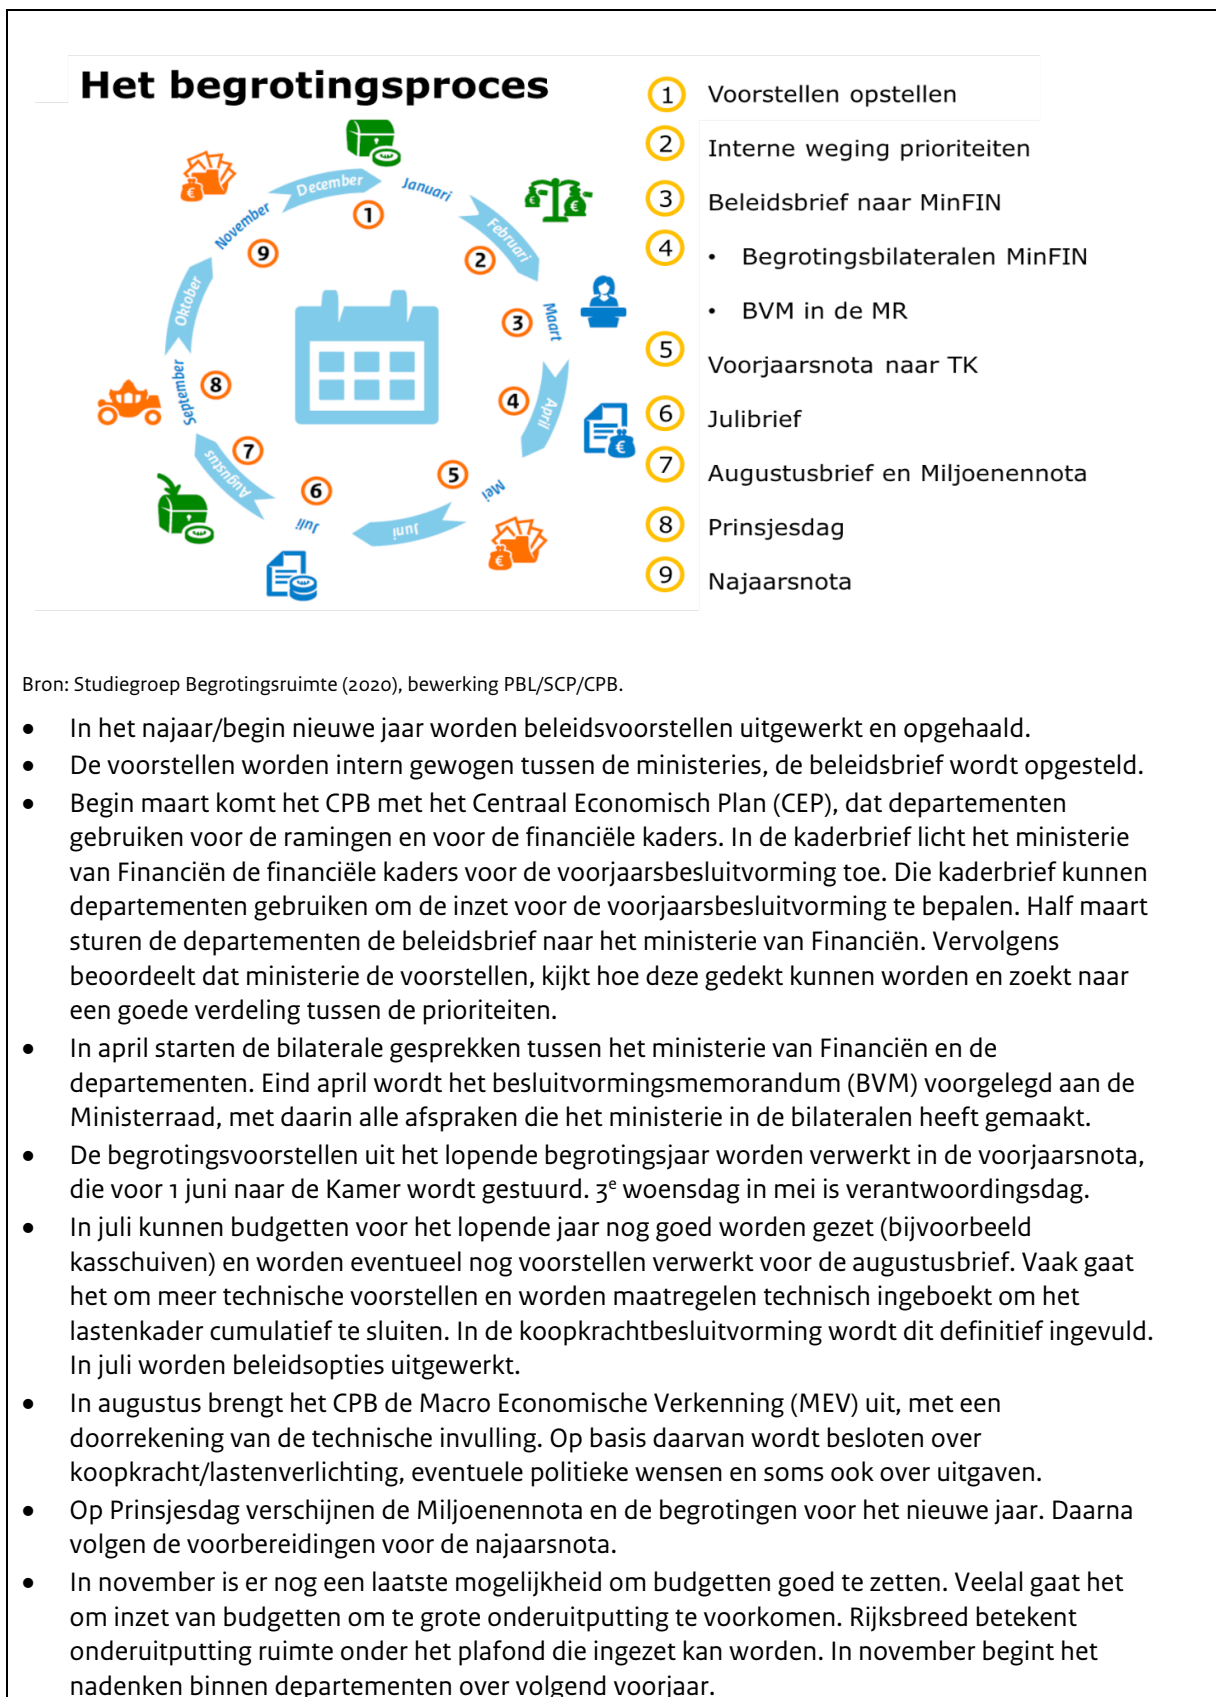 Het begrotingsproces
December
Januari
Februari
Maart
April
Mei
Juni
Juli
Augustus
September
Oktober
November
1
2
3
4
5
6
7
8
9
1 Voorstellen opstellen
2 Interne weging prioriteiten
3 Beleidsbrief naar MinFIN
4 • Begrotingsbilateralen MinFIN
• BVM in de MR
5 Voorjaarsnota naar TK
6 Julibrief
7 Augustusbrief en Miljoenennota
8 Prinsjesdag
9 Najaarsnota
Bron: Studiegroep Begrotingsruimte (2020), bewerking PBL/SCP/CPB.
• In het najaar/begin nieuwe jaar worden beleidsvoorstellen uitgewerkt en opgehaald.
• De voorstellen worden intern gewogen tussen de ministeries, de beleidsbrief wordt opgesteld.
• Begin maart komt het CPB met het Centraal Economisch Plan (CEP), dat departementen
gebruiken voor de ramingen en voor de financiële kaders. In de kaderbrief licht het ministerie
van Financiën de financiële kaders voor de voorjaarsbesluitvorming toe. Die kaderbrief kunnen
departementen gebruiken om de inzet voor de voorjaarsbesluitvorming te bepalen. Half maart
sturen de departementen de beleidsbrief naar het ministerie van Financiën. Vervolgens
beoordeelt dat ministerie de voorstellen, kijkt hoe deze gedekt kunnen worden en zoekt naar
een goede verdeling tussen de prioriteiten.
• In april starten de bilaterale gesprekken tussen het ministerie van Financiën en de
departementen. Eind april wordt het besluitvormingsmemorandum (BVM) voorgelegd aan de
Ministerraad, met daarin alle afspraken die het ministerie in de bilateralen heeft gemaakt.
• De begrotingsvoorstellen uit het lopende begrotingsjaar worden verwerkt in de voorjaarsnota,
die voor 1 juni naar de Kamer wordt gestuurd. 3e woensdag in mei is verantwoordingsdag.
• In juli kunnen budgetten voor het lopende jaar nog goed worden gezet (bijvoorbeeld
kasschuiven) en worden eventueel nog voorstellen verwerkt voor de augustusbrief. Vaak gaat
het om meer technische voorstellen en worden maatregelen technisch ingeboekt om het
lastenkader cumulatief te sluiten. In de koopkrachtbesluitvorming wordt dit definitief ingevuld.
In juli worden beleidsopties uitgewerkt.
• In augustus brengt het CPB de Macro Economische Verkenning (MEV) uit, met een
doorrekening van de technische invulling. Op basis daarvan wordt besloten over
koopkracht/lastenverlichting, eventuele politieke wensen en soms ook over uitgaven.
• Op Prinsjesdag verschijnen de Miljoenennota en de begrotingen voor het nieuwe jaar. Daarna
volgen de voorbereidingen voor de najaarsnota.
• In november is er nog een laatste mogelijkheid om budgetten goed te zetten. Veelal gaat het
om inzet van budgetten om te grote onderuitputting te voorkomen. Rijksbreed betekent
onderuitputting ruimte onder het plafond die ingezet kan worden. In november begint het
nadenken binnen departementen over volgend voorjaar.